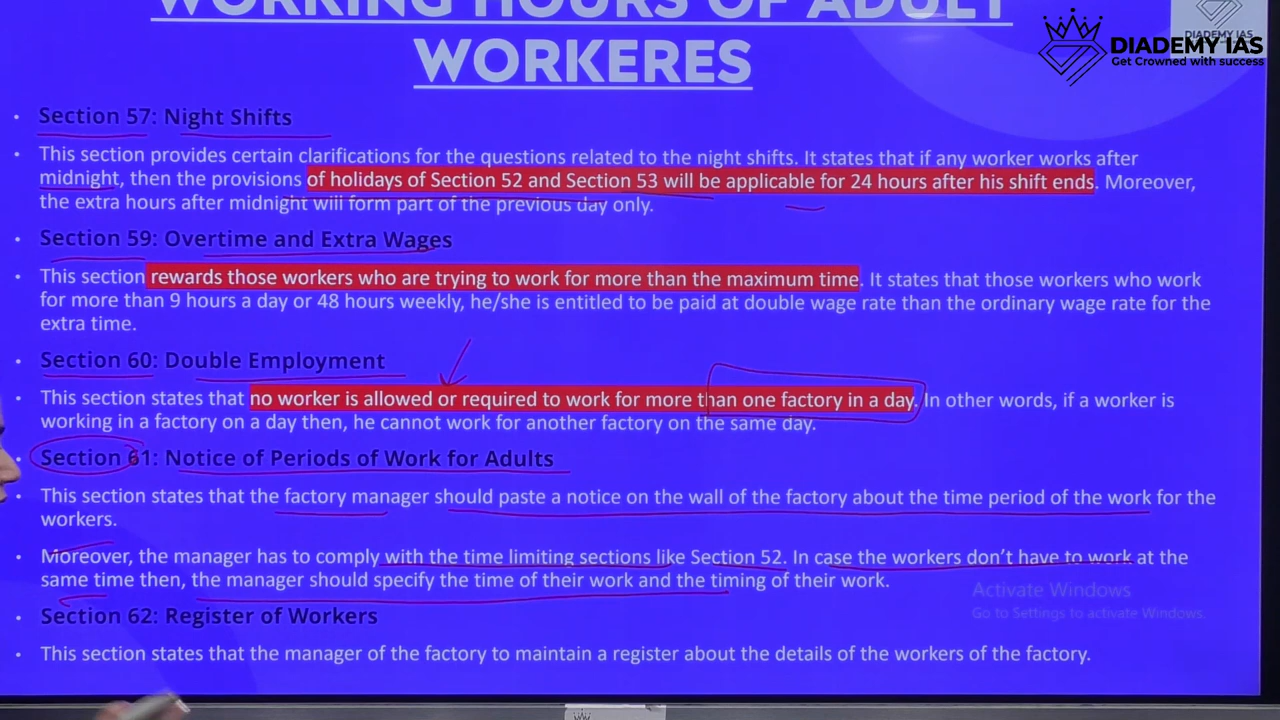 WORKING HOURS OF ADULT
WORKERES
DIADEMY IAS
DIADEMY IAS
Get Crowned with success
• Section 57: Night Shifts
• This section provides certain clarifications for the questions related to the night shifts. It states that if any worker works after
midnight, then the provisions of holidays of Section 52 and Section 53 will be applicable for 24 hours after his shift ends. Moreover,
the extra hours after midnight will form part of the previous day only.
• Section 59: Overtime and Extra Wages
• This section rewards those workers who are trying to work for more than the maximum time. It states that those workers who work
for more than 9 hours a day or 48 hours weekly, he/she is entitled to be paid at double wage rate than the ordinary wage rate for the
extra time.
• Section 60: Double Employment
• This section states that no worker is allowed or required to work for more than one factory in a day. In other words, if a worker is
working in a factory on a day then, he cannot work for another factory on the same day.
• Section 61: Notice of Periods of Work for Adults
• This section states that the factory manager should paste a notice on the wall of the factory about the time period of the work for the
workers.
• Moreover, the manager has to comply with the time limiting sections like Section 52. In case the workers don't have to work at the
same time then, the manager should specify the time of their work and the timing of their work.
Activate Windows
Go to Settings to activate Windows.
• Section 62: Register of Workers
• This section states that the manager of the factory to maintain a register about the details of the workers of the factory.